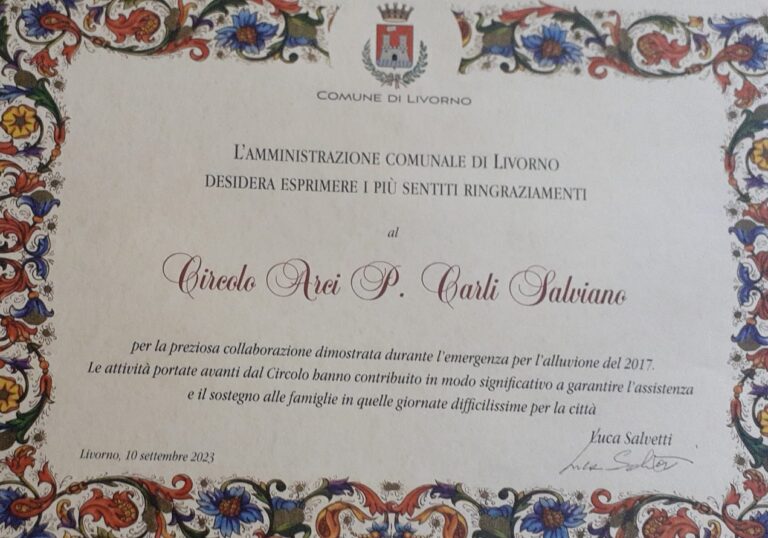 COMUNE DI LIVORNO
L'AMMINISTRAZIONE COMUNALE DI LIVORNO
DESIDERA ESPRIMERE I PIÙ SENTITI RINGRAZIAMENTI
al
Circolo Arci P. Carli Salviano
per la preziosa collaborazione dimostrata durante l'emergenza per l'alluvione del 2017.
Le attività portate avanti dal Circolo hanno contribuito in modo significativo a garantire l'assistenza
e il sostegno alle famiglie in quelle giornate difficilissime per la città
Luca Salvetti
Livorno, 10 settembre 2023